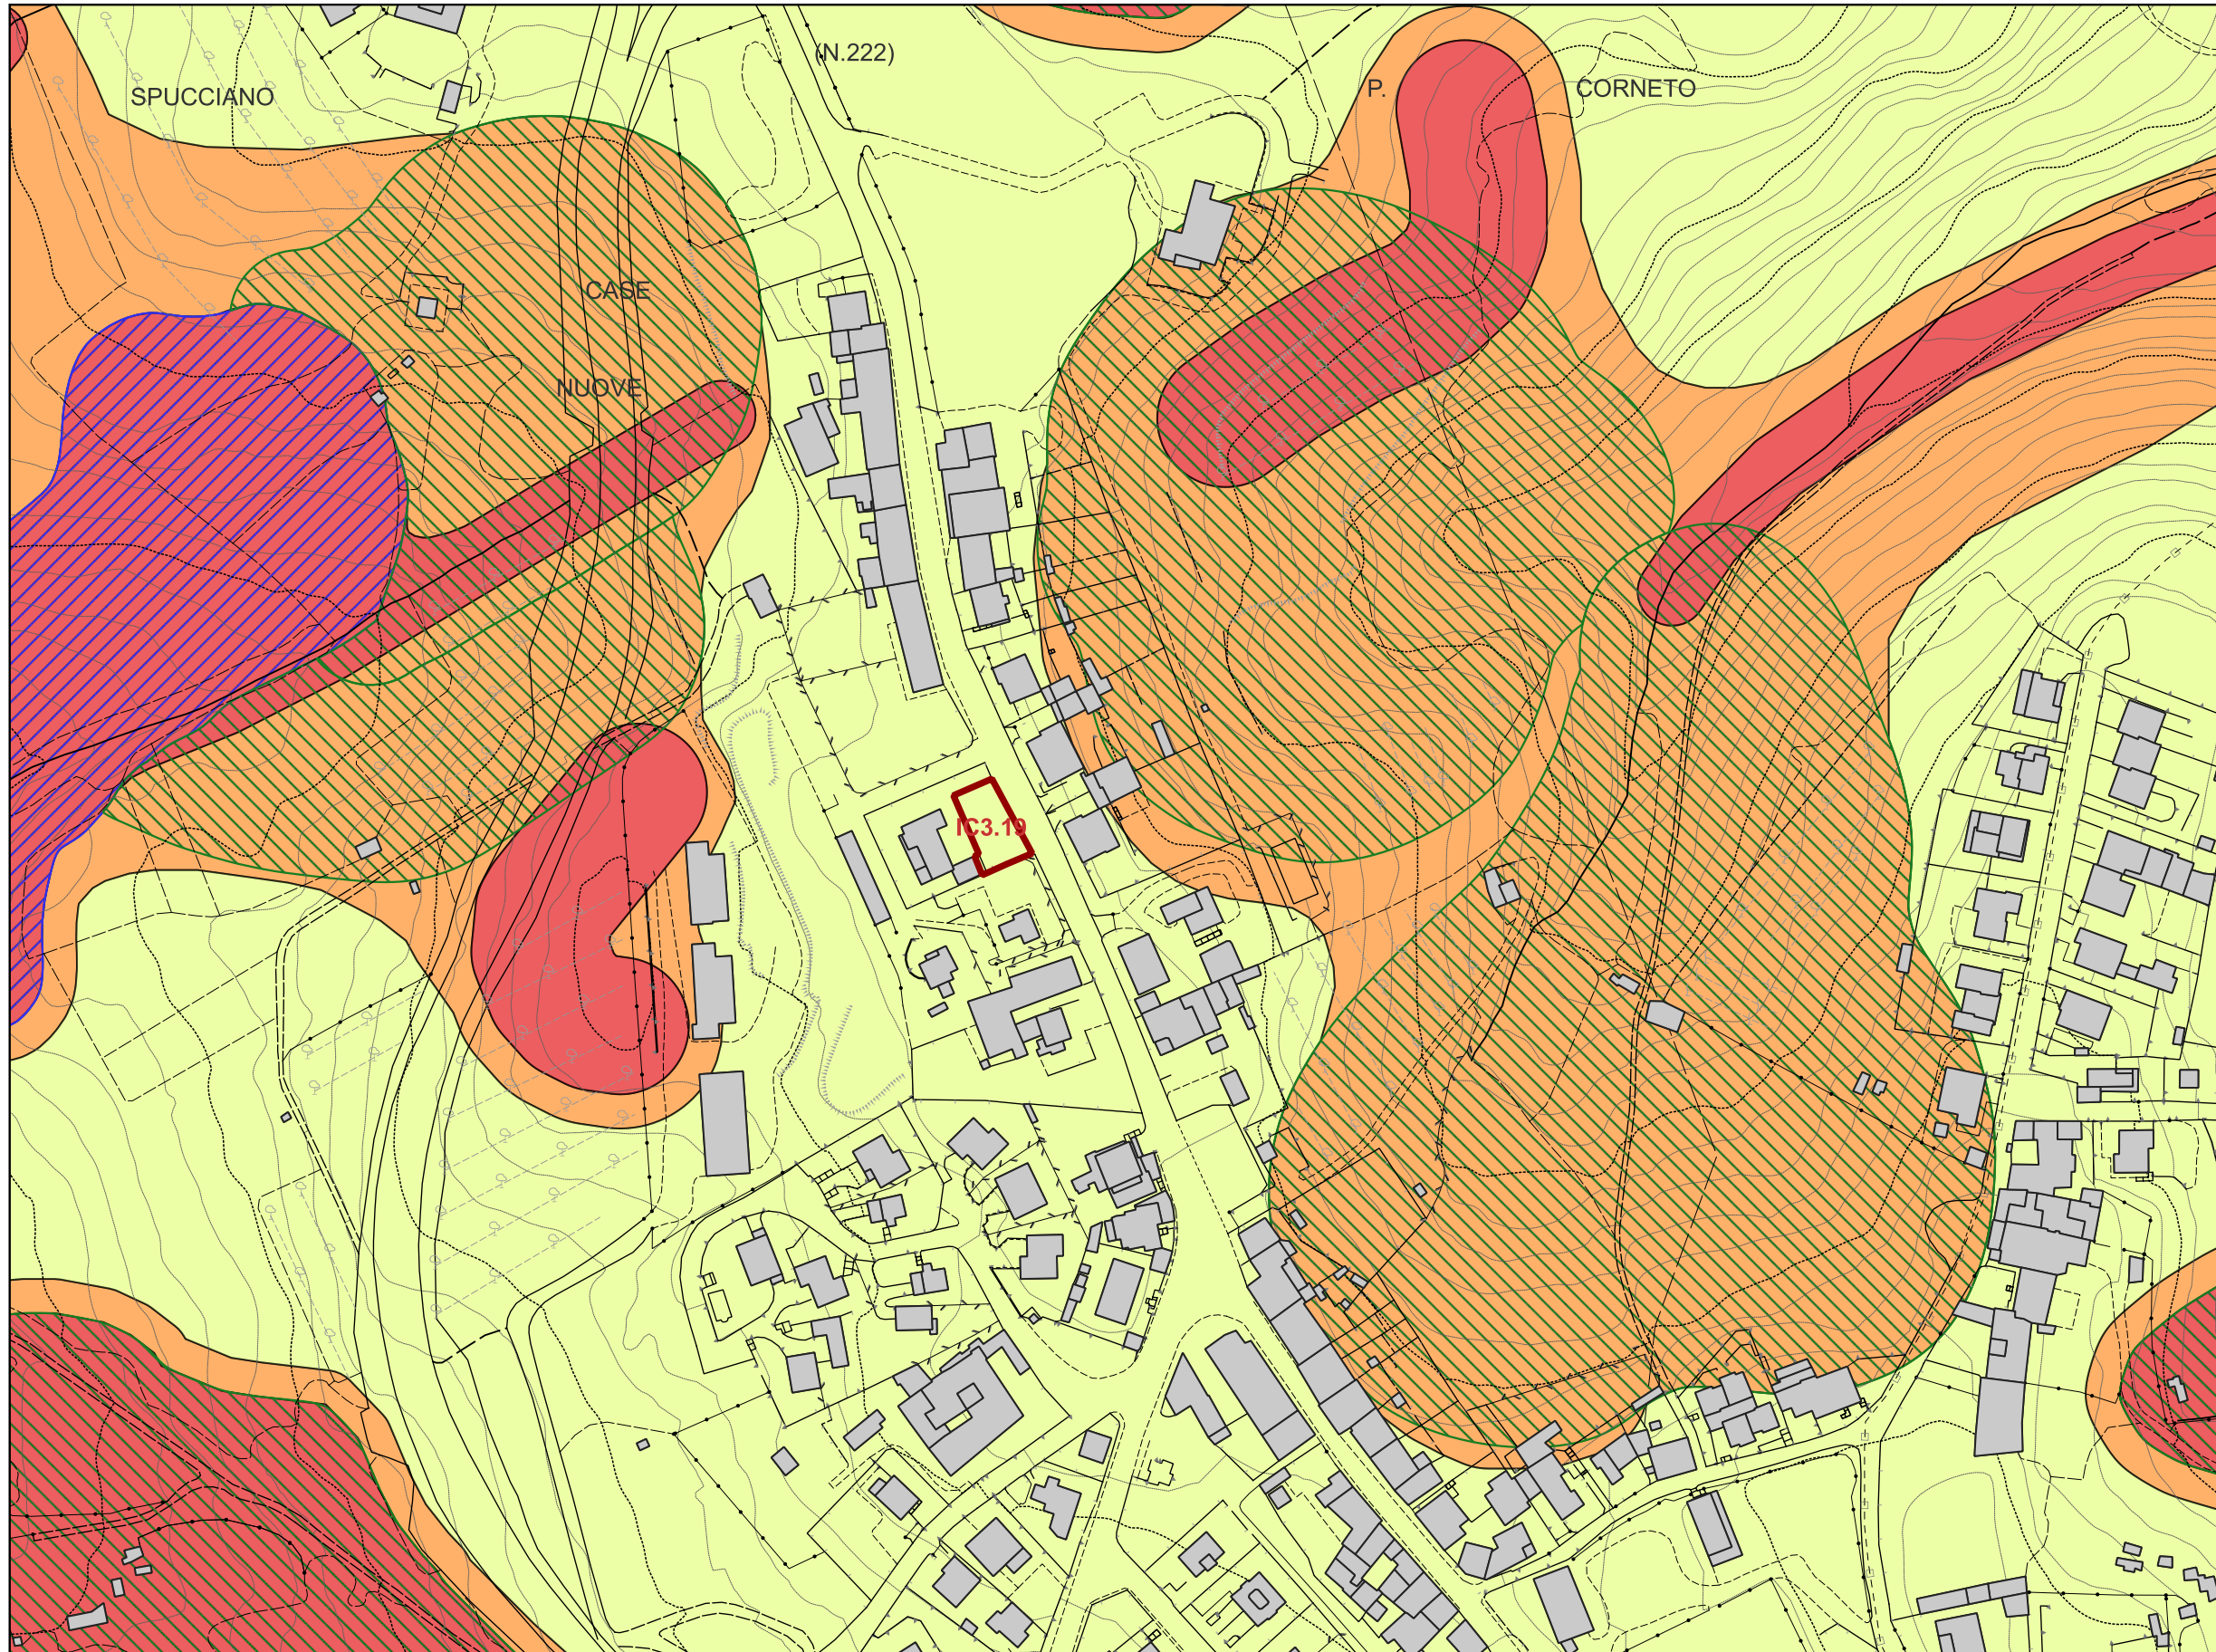 (N.222)
SPUCCIANO
P.
CORNETO
CASE
NUOVE
IC3.19